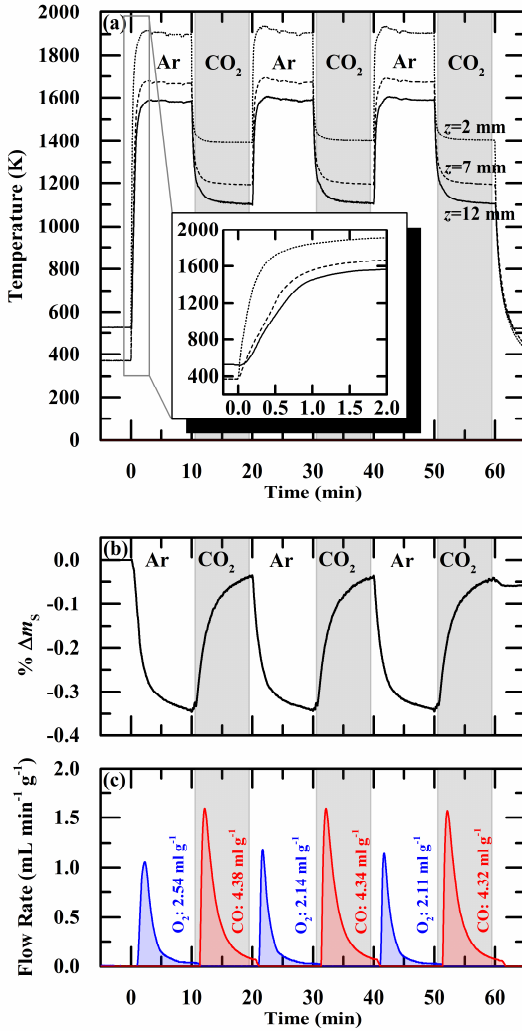 (a)
2000
1800
1600
1400
1200
1000
800
600
400
200
0
Temperature (K)
Ar CO₂ Ar CO₂ Ar CO₂
z=2 mm
z=7 mm
z=12 mm
2000
1600
1200
800
400
0.0 0.5 1.0 1.5 2.0
0 10 20 30 40 50 60
Time (min)
(b)
Ar CO₂ Ar CO₂ Ar CO₂
0.0
-0.1
-0.2
-0.3
-0.4
% Δmₛ
(c)
2.0
1.5
1.0
0.5
0.0
Flow Rate (mL min⁻¹ g⁻¹)
O₂: 2.54 ml g⁻¹
CO: 4.38 ml g⁻¹
O₂: 2.14 ml g⁻¹
CO: 4.34 ml g⁻¹
O₂: 2.11 ml g⁻¹
CO: 4.32 ml g⁻¹
0 10 20 30 40 50 60
Time (min)